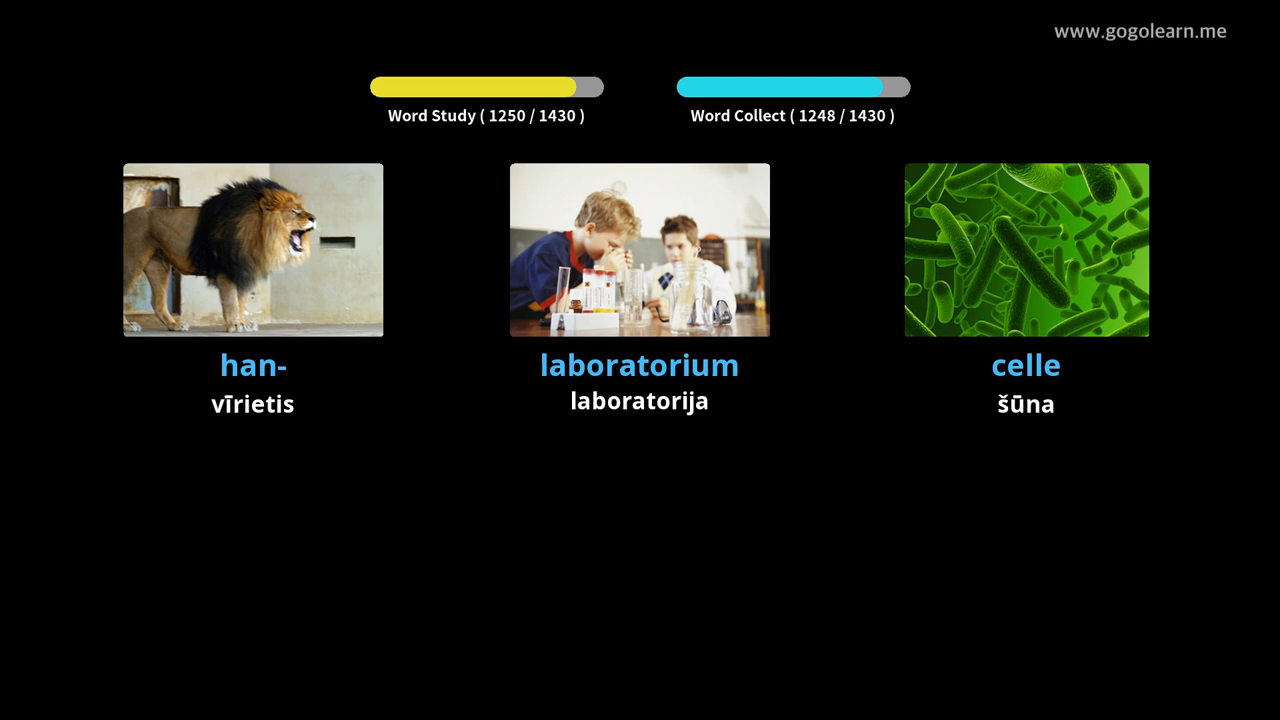 www.gogolearn.me
Word Study ( 1250 / 1430 )
Word Collect ( 1248 / 1430 )
han-
vīrietis
laboratorium
laboratorija
celle
šūna